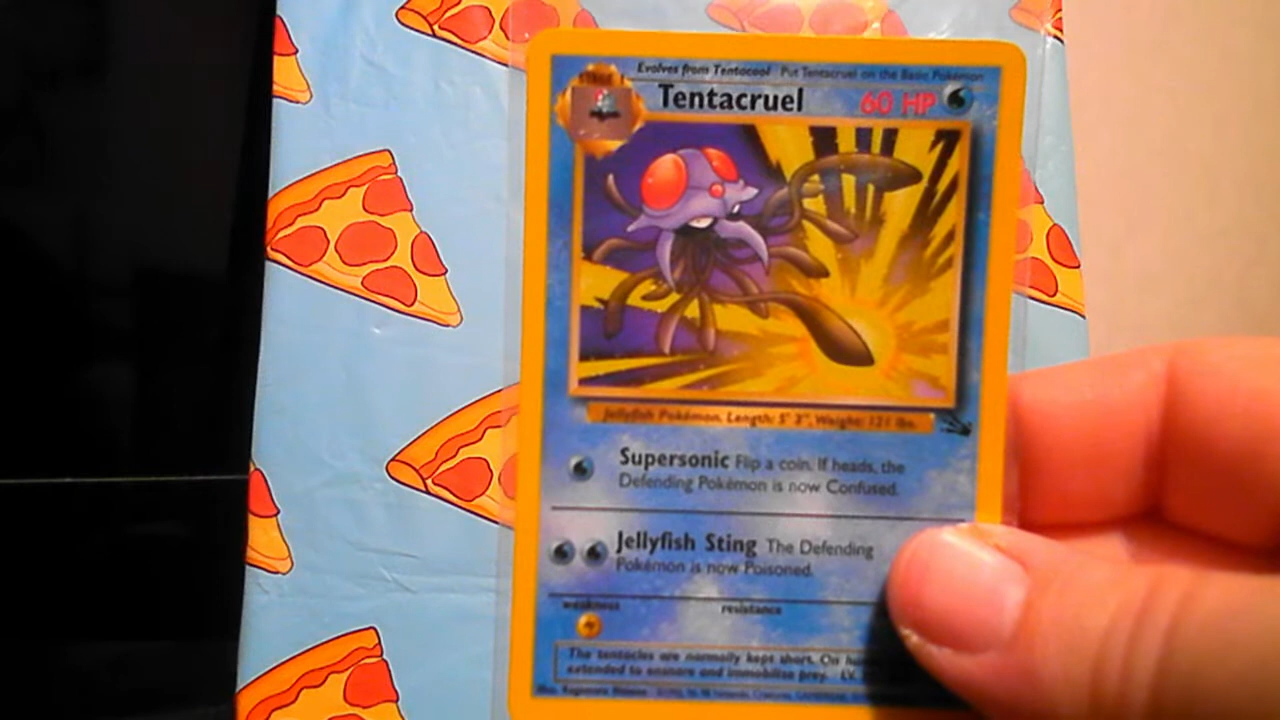 Evolves from Tentacool Put Tentacruel on the Basic Pokémon
STAGE 1
Tentacruel 60 HP
Jellyfish Pokémon, Length: 5' 3", Weight: 121 lbs.
Supersonic Flip a coin. If heads, the
Defending Pokémon is now Confused.
Jellyfish Sting The Defending
Pokémon is now Poisoned.
weakness resistance
The tentacles are normally kept short. On
extended to ensnare and immobilize prey. LV.